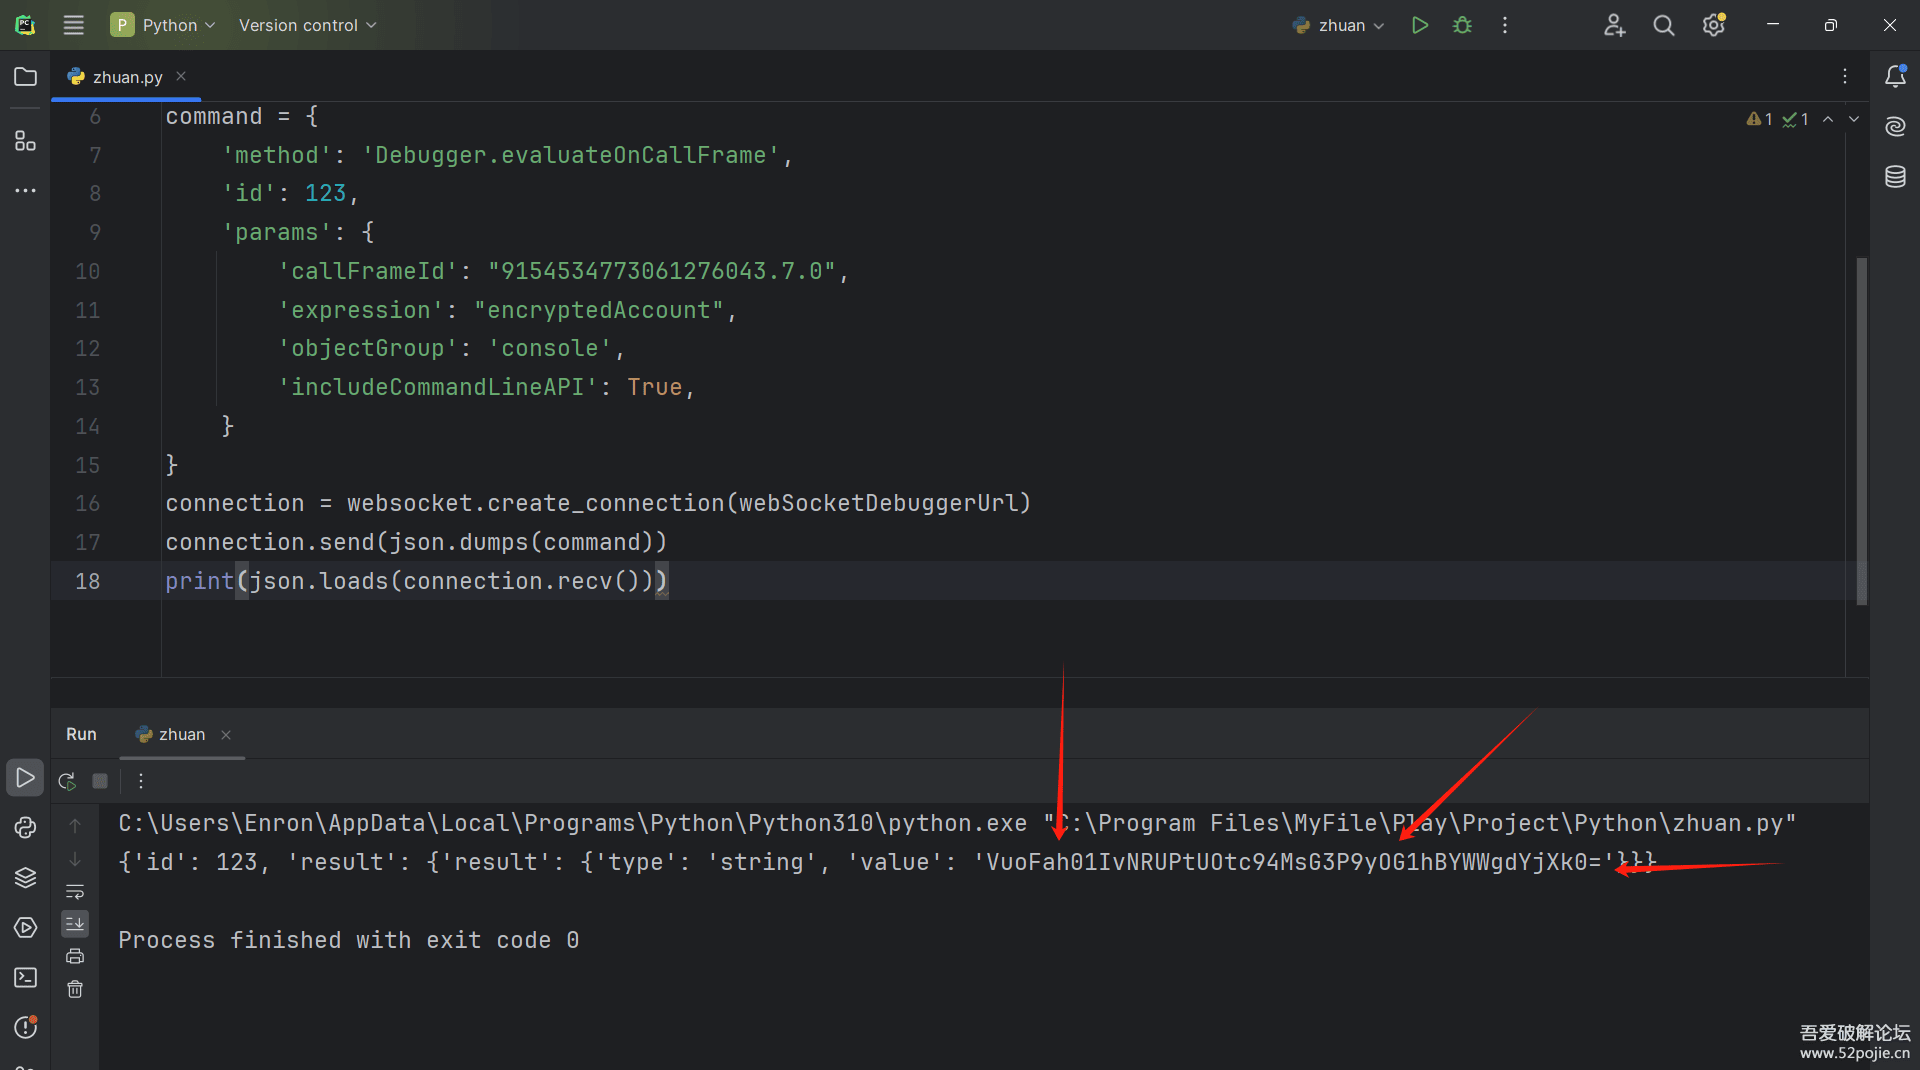 P Python Version control zhuan
zhuan.py
6 command = {
1 1
7 'method': 'Debugger.evaluateOnCallFrame',
8 'id': 123,
9 'params': {
10 'callFrameId': "9154534773061276043.7.0",
11 'expression': "encryptedAccount",
12 'objectGroup': 'console',
13 'includeCommandLineAPI': True,
14 }
15 }
16 connection = websocket.create_connection(webSocketDebuggerUrl)
17 connection.send(json.dumps(command))
18 print(json.loads(connection.recv()))
Run zhuan
C:\Users\Enron\AppData\Local\Programs\Python\Python310\python.exe "C:\Program Files\MyFile\Play\Project\Python\zhuan.py"
{'id': 123, 'result': {'result': {'type': 'string', 'value': 'VuoFah01IvNRUPtUOtc94MsG3P9yOG1hBYWWgdYjXk0='}}}
Process finished with exit code 0
吾爱破解论坛
www.52pojie.cn